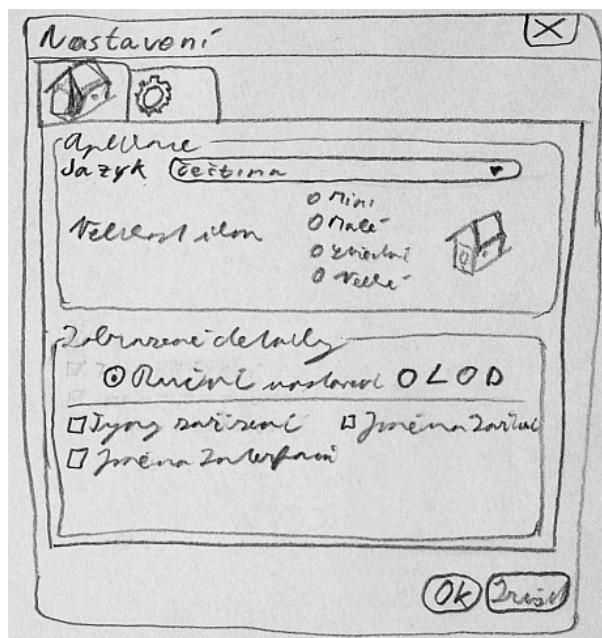 Nastavení
Aplikace
Jazyk čeština
Velikost ikon
Mini
Malé
Střední
Velké
Zobrazené detaily
Ruční nastavení LOD
Typy zařízení Jména zařízení
Jména interfaců
Ok Zrušit